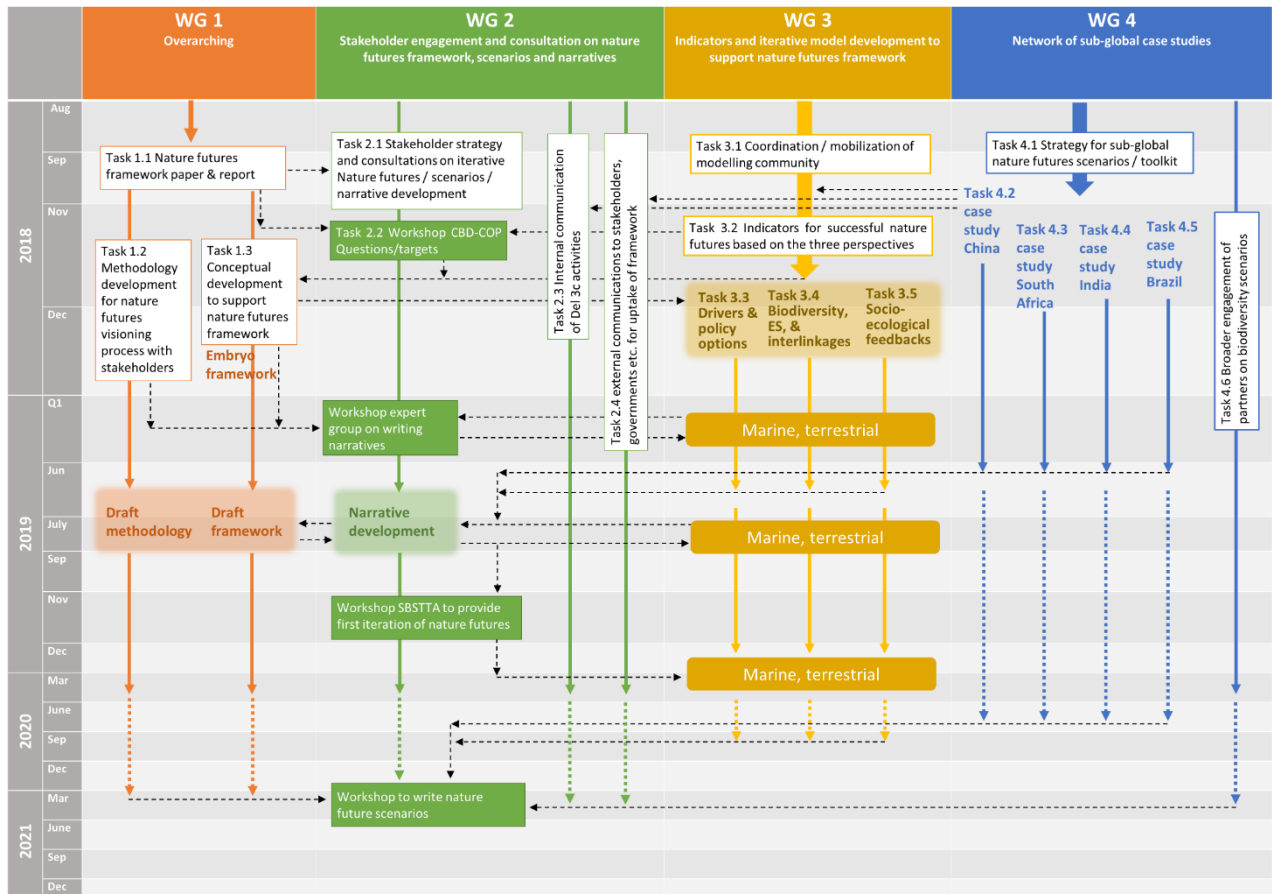 WG 1
Overarching
WG 2
Stakeholder engagement and consultation on nature
futures framework, scenarios and narratives
WG 3
Indicators and iterative model development to
support nature futures framework
WG 4
Network of sub-global case studies
2018
Aug
Sep
Nov
Dec
2019
Q1
Jun
July
Sep
Nov
Dec
2020
Mar
June
Sep
Dec
2021
Mar
June
Sep
Dec
Task 1.1 Nature futures
framework paper & report
Task 1.2
Methodology
development
for nature
futures
visioning
process with
stakeholders
Task 1.3
Conceptual
development
to support
nature futures
framework
Embryo
framework
Draft
methodology
Draft
framework
Task 2.1 Stakeholder strategy
and consultations on iterative
Nature futures / scenarios /
narrative development
Task 2.2 Workshop CBD-COP
Questions/targets
Task 2.3 Internal communication
of Del 3c activities
Task 2.4 external communications to stakeholders,
governments etc. for uptake of framework
Workshop expert
group on writing
narratives
Narrative
development
Workshop SBSTTA to provide
first iteration of nature futures
Workshop to write nature
future scenarios
Task 3.1 Coordination / mobilization of
modelling community
Task 3.2 Indicators for successful nature
futures based on the three perspectives
Task 3.3
Drivers &
policy
options
Task 3.4
Biodiversity,
ES, &
interlinkages
Task 3.5
Socio-
ecological
feedbacks
Marine, terrestrial
Marine, terrestrial
Marine, terrestrial
Task 4.1 Strategy for sub-global
nature futures scenarios / toolkit
Task 4.2
case
study
China
Task 4.3
case
study
South
Africa
Task 4.4
case
study
India
Task 4.5
case
study
Brazil
Task 4.6 Broader engagement of
partners on biodiversity scenarios